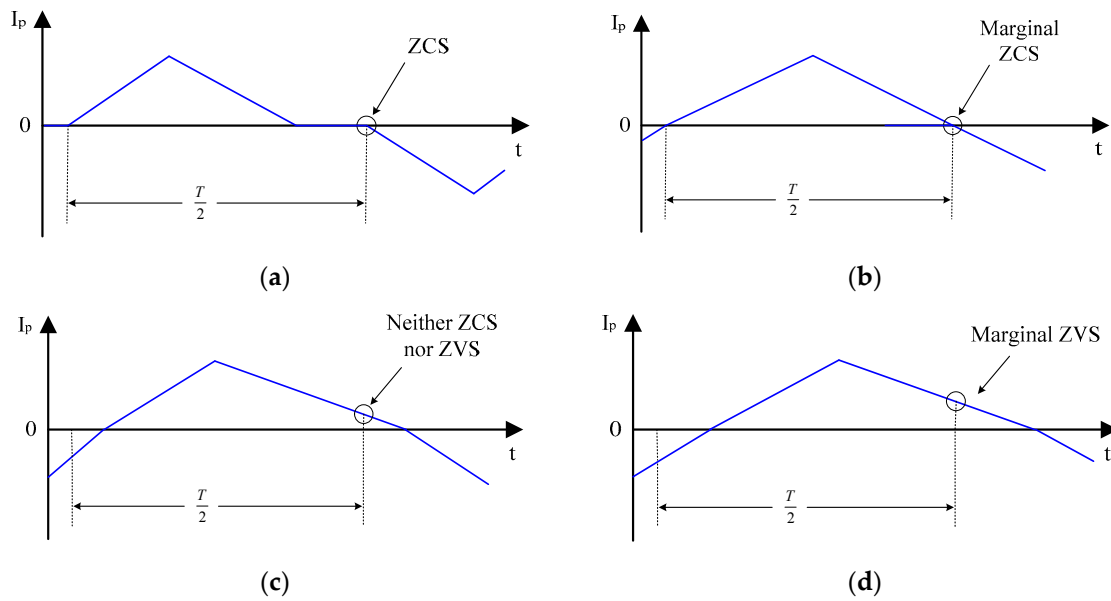 Iₚ
ZCS
0
t
T
2
(a)
Iₚ
Marginal
ZCS
0
t
T
2
(b)
Iₚ
Neither ZCS
nor ZVS
0
t
T
2
(c)
Iₚ
Marginal ZVS
0
t
T
2
(d)